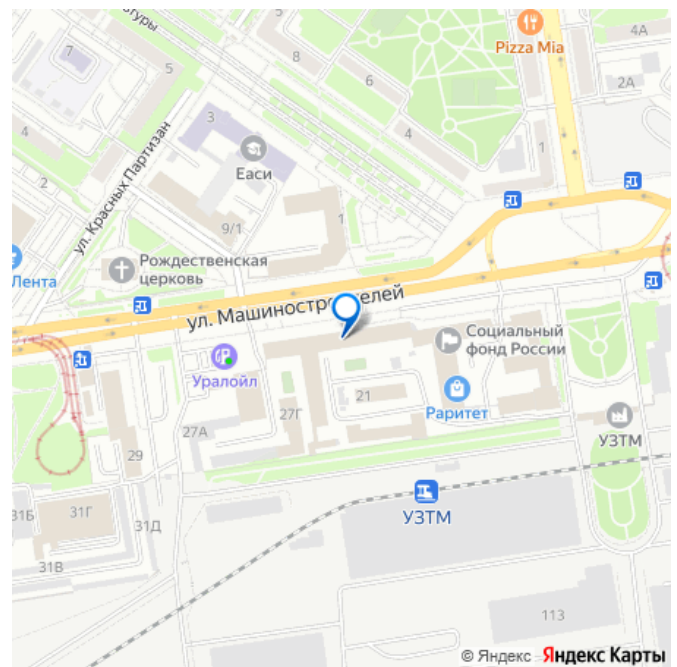 4А
Pizza Mia
туры
7
5
8
6
2А
3
4
4
1
Еаси
ул. Красных Партизан
2
9/1
1
Рождественская
церковь
Лента
ул. Машиностроителей
Социальный
фонд России
Уралойл
21
Раритет
27Г
27А
УЗТМ
29
31Б
31Г
УЗТМ
31Д
31В
113
© Яндекс Яндекс Карты